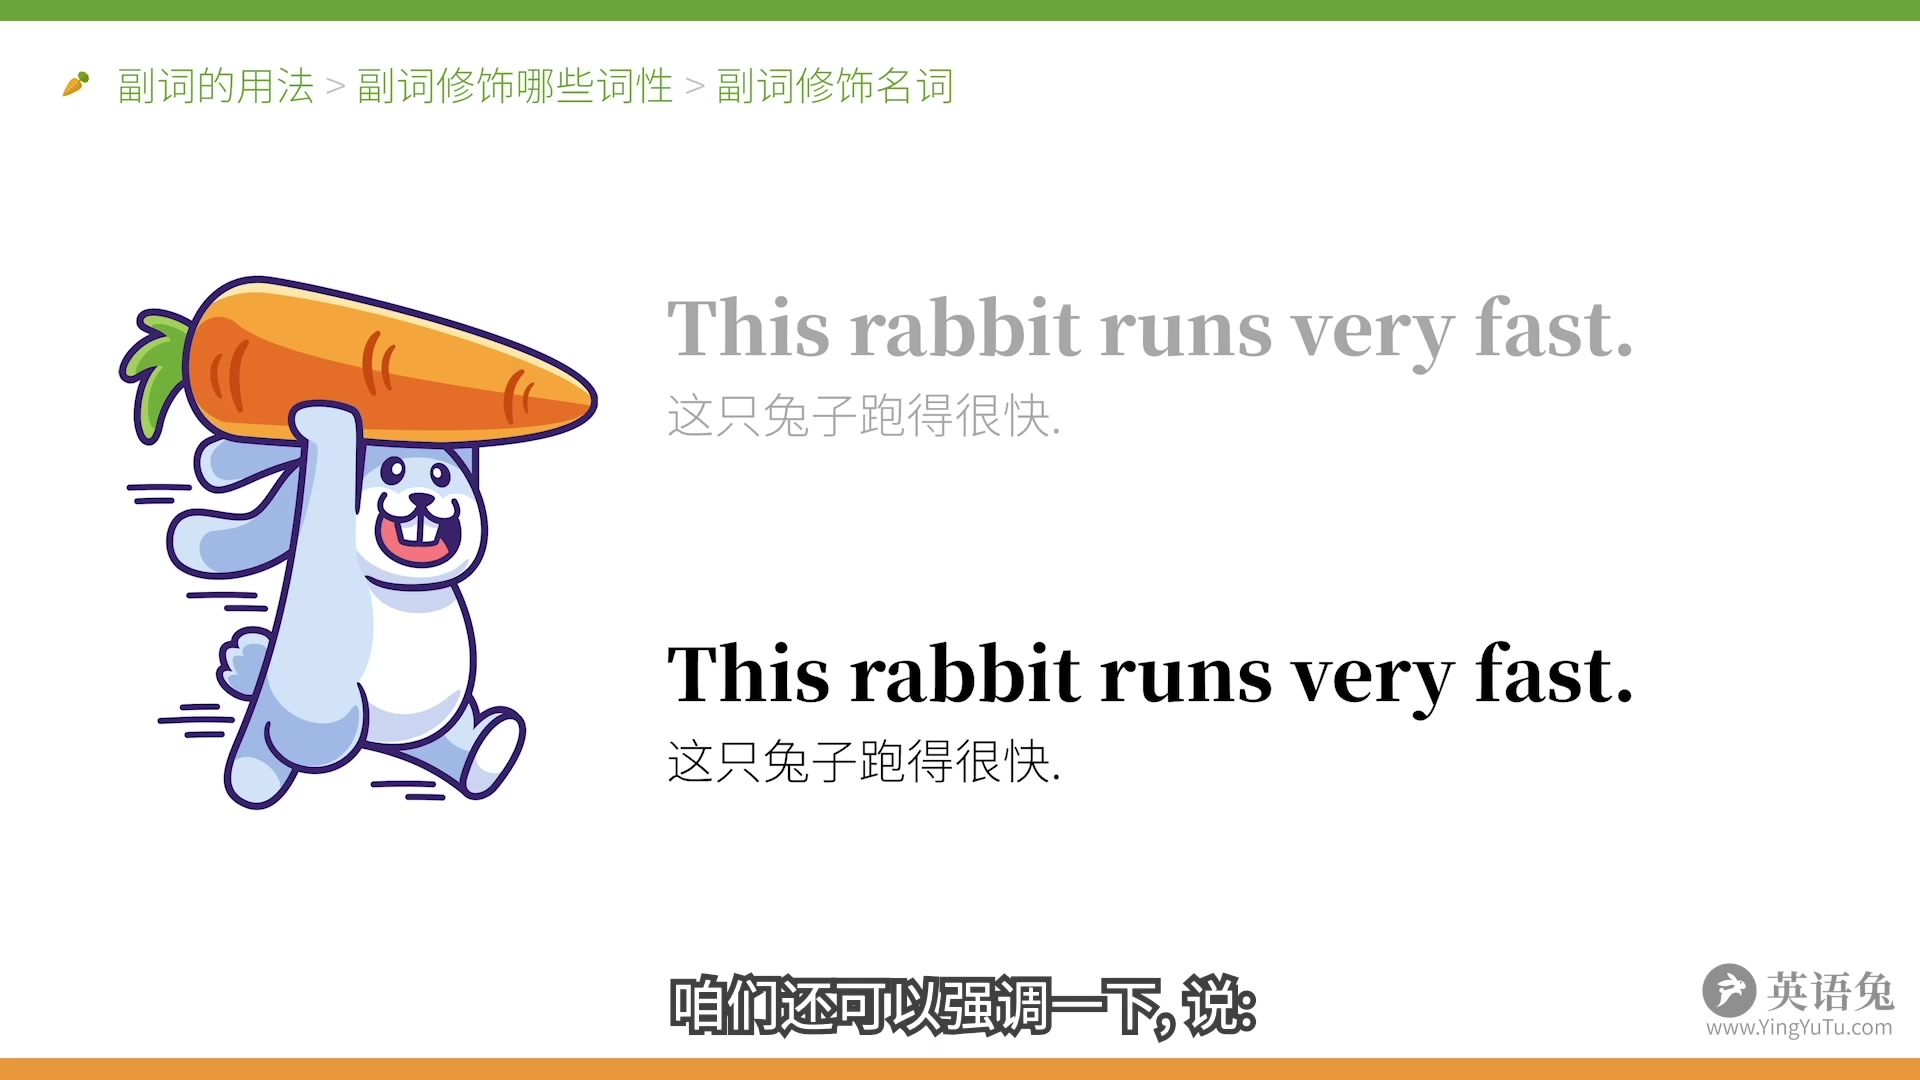 副词的用法 > 副词修饰哪些词性 > 副词修饰名词
This rabbit runs very fast.
这只兔子跑得很快.
This rabbit runs very fast.
这只兔子跑得很快.
咱们还可以强调一下, 说:
英语兔
www.YingYuTu.com